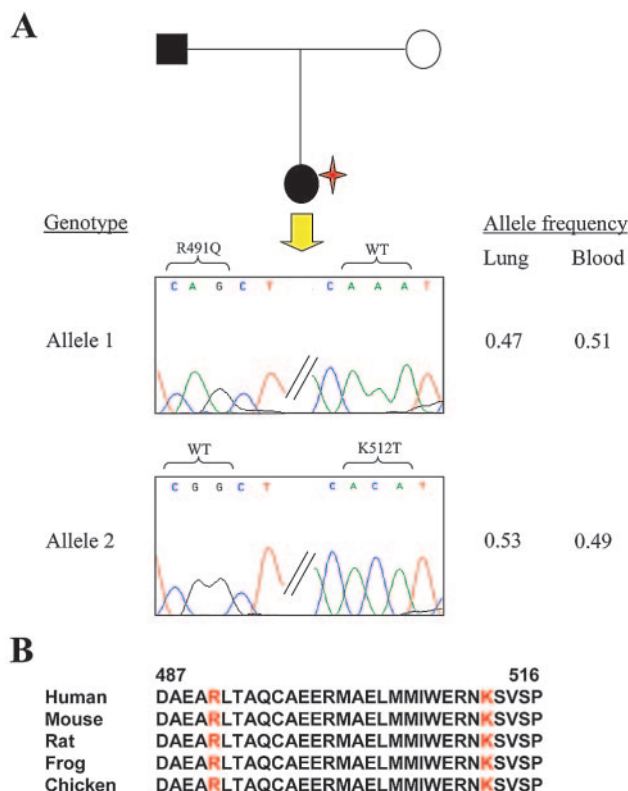 A
Genotype
Allele frequency
Lung Blood
R491Q WT
C A G C T C A A A T
Allele 1 0.47 0.51
WT K512T
C G G C T C A C A T
Allele 2 0.53 0.49
B
487 516
Human DAEARLTAQCAEERMAELMMIWERNKSVSP
Mouse DAEARLTAQCAEERMAELMMIWERNKSVSP
Rat DAEARLTAQCAEERMAELMMIWERNKSVSP
Frog DAEARLTAQCAEERMAELMMIWERNKSVSP
Chicken DAEARLTAQCAEERMAELMMIWERNKSVSP